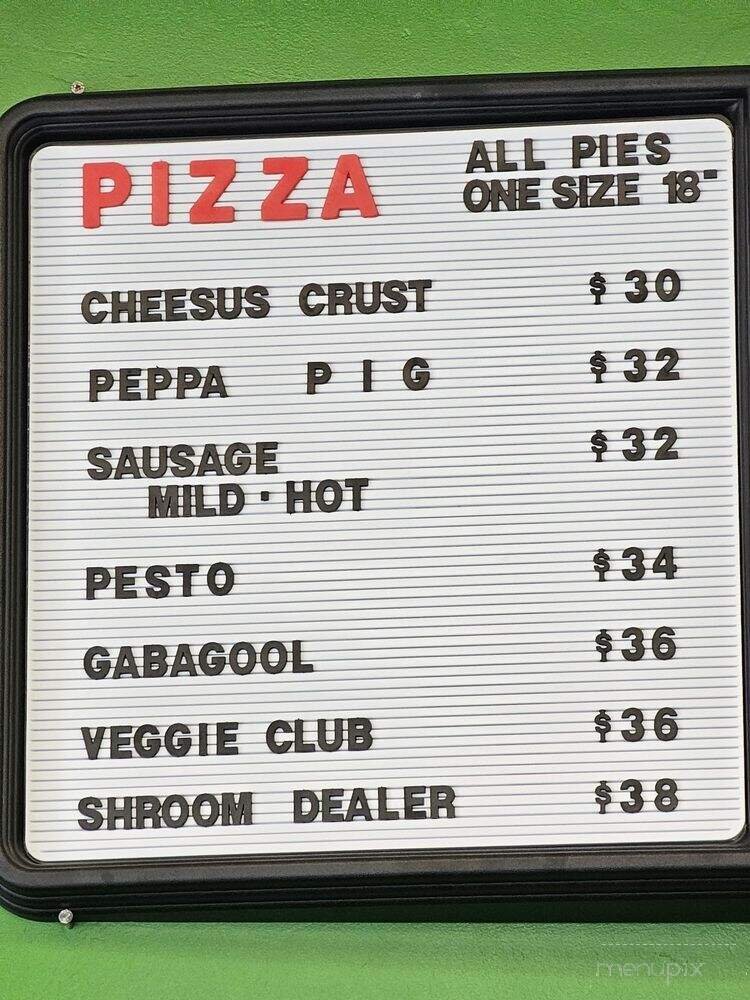 PIZZA
ALL PIES
ONE SIZE 18"
CHEESUS CRUST $30
PEPPA PIG $32
SAUSAGE $32
MILD · HOT
PESTO $34
GABAGOOL $36
VEGGIE CLUB $36
SHROOM DEALER $38
menupix